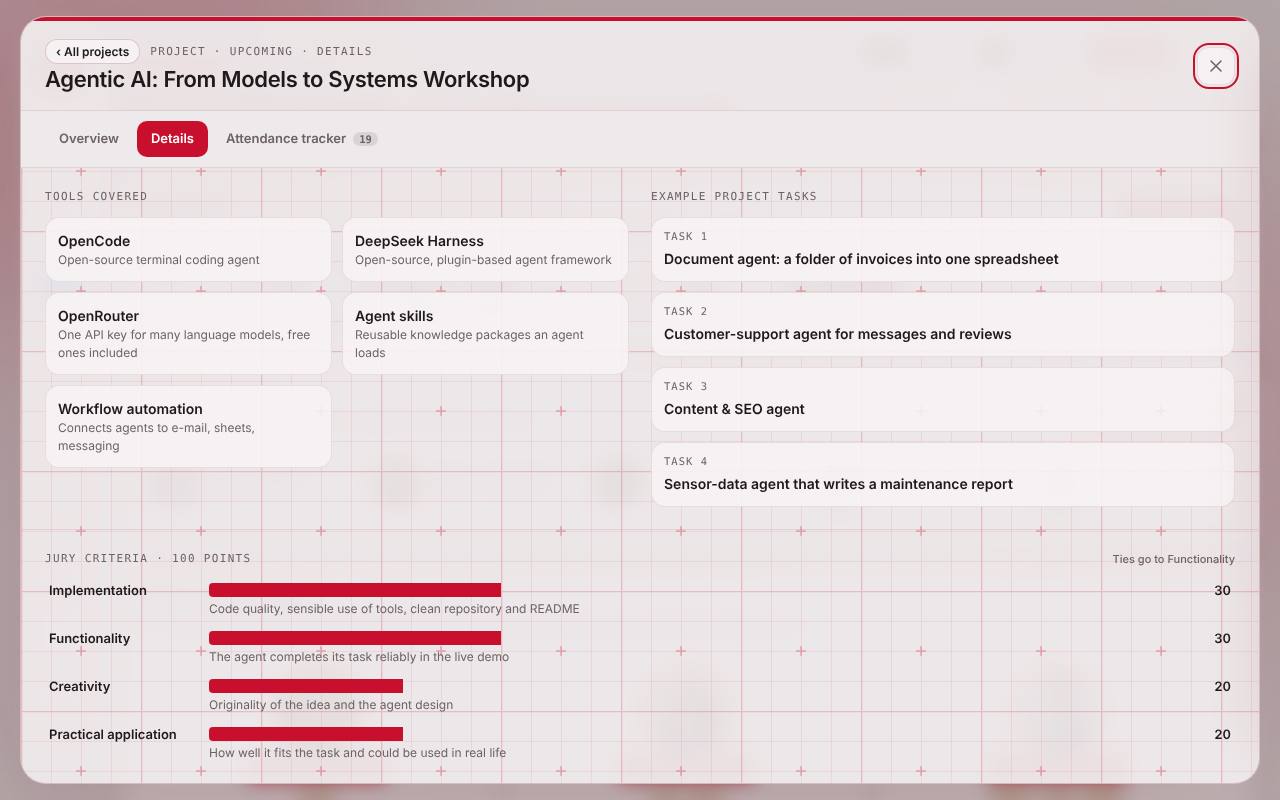 ‹ All projects
PROJECT · UPCOMING · DETAILS
Agentic AI: From Models to Systems Workshop
Overview
Details
Attendance tracker 19
TOOLS COVERED
OpenCode
Open-source terminal coding agent
DeepSeek Harness
Open-source, plugin-based agent framework
OpenRouter
One API key for many language models, free
ones included
Agent skills
Reusable knowledge packages an agent
loads
Workflow automation
Connects agents to e-mail, sheets,
messaging
EXAMPLE PROJECT TASKS
TASK 1
Document agent: a folder of invoices into one spreadsheet
TASK 2
Customer-support agent for messages and reviews
TASK 3
Content & SEO agent
TASK 4
Sensor-data agent that writes a maintenance report
JURY CRITERIA · 100 POINTS
Ties go to Functionality
Implementation
30
Code quality, sensible use of tools, clean repository and README
Functionality
30
The agent completes its task reliably in the live demo
Creativity
20
Originality of the idea and the agent design
Practical application
20
How well it fits the task and could be used in real life